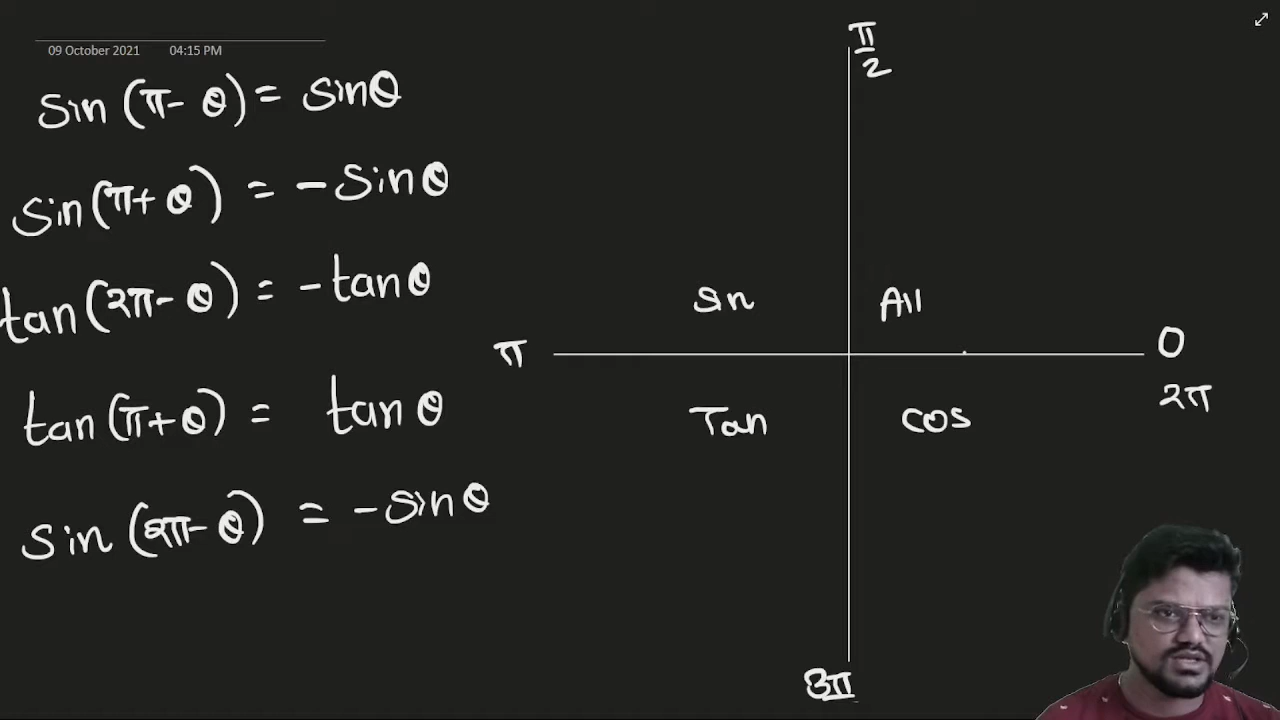 09 October 2021 04:15 PM
sin (π - θ) = sinθ
sin (π + θ) = - sinθ
tan (2π - θ) = - tanθ
tan (π + θ) = tanθ
sin (2π - θ) = - sinθ
π
2
Sin All
π 0
2π
Tan cos
3π